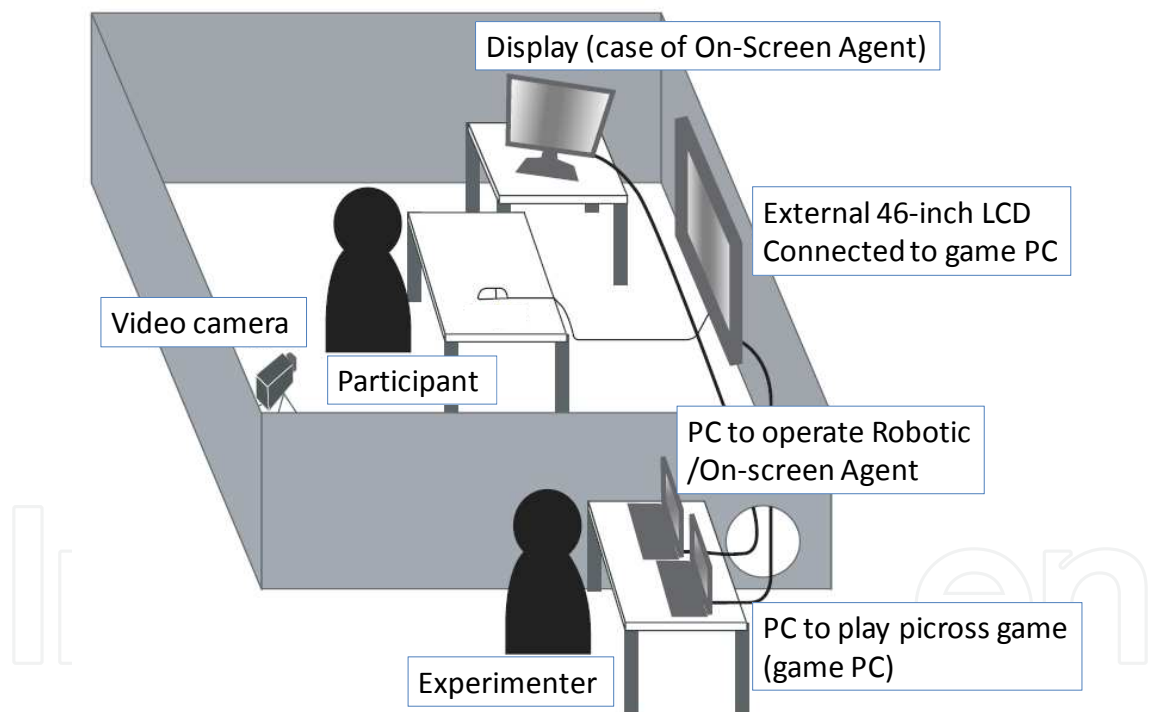 Display (case of On-Screen Agent)
External 46-inch LCD
Connected to game PC
Video camera
Participant
PC to operate Robotic
/On-screen Agent
PC to play picross game
(game PC)
Experimenter